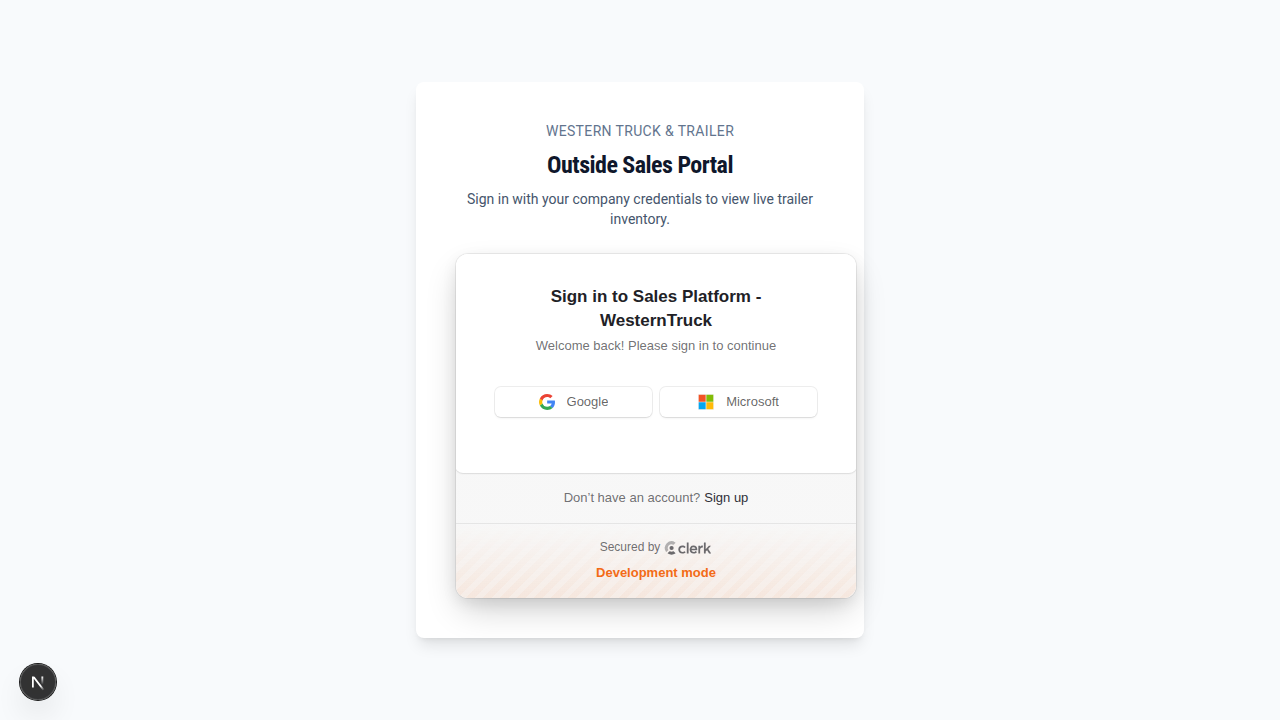 WESTERN TRUCK & TRAILER
Outside Sales Portal
Sign in with your company credentials to view live trailer
inventory.
Sign in to Sales Platform -
WesternTruck
Welcome back! Please sign in to continue
Google
Microsoft
Don’t have an account? Sign up
Secured by clerk
Development mode
N